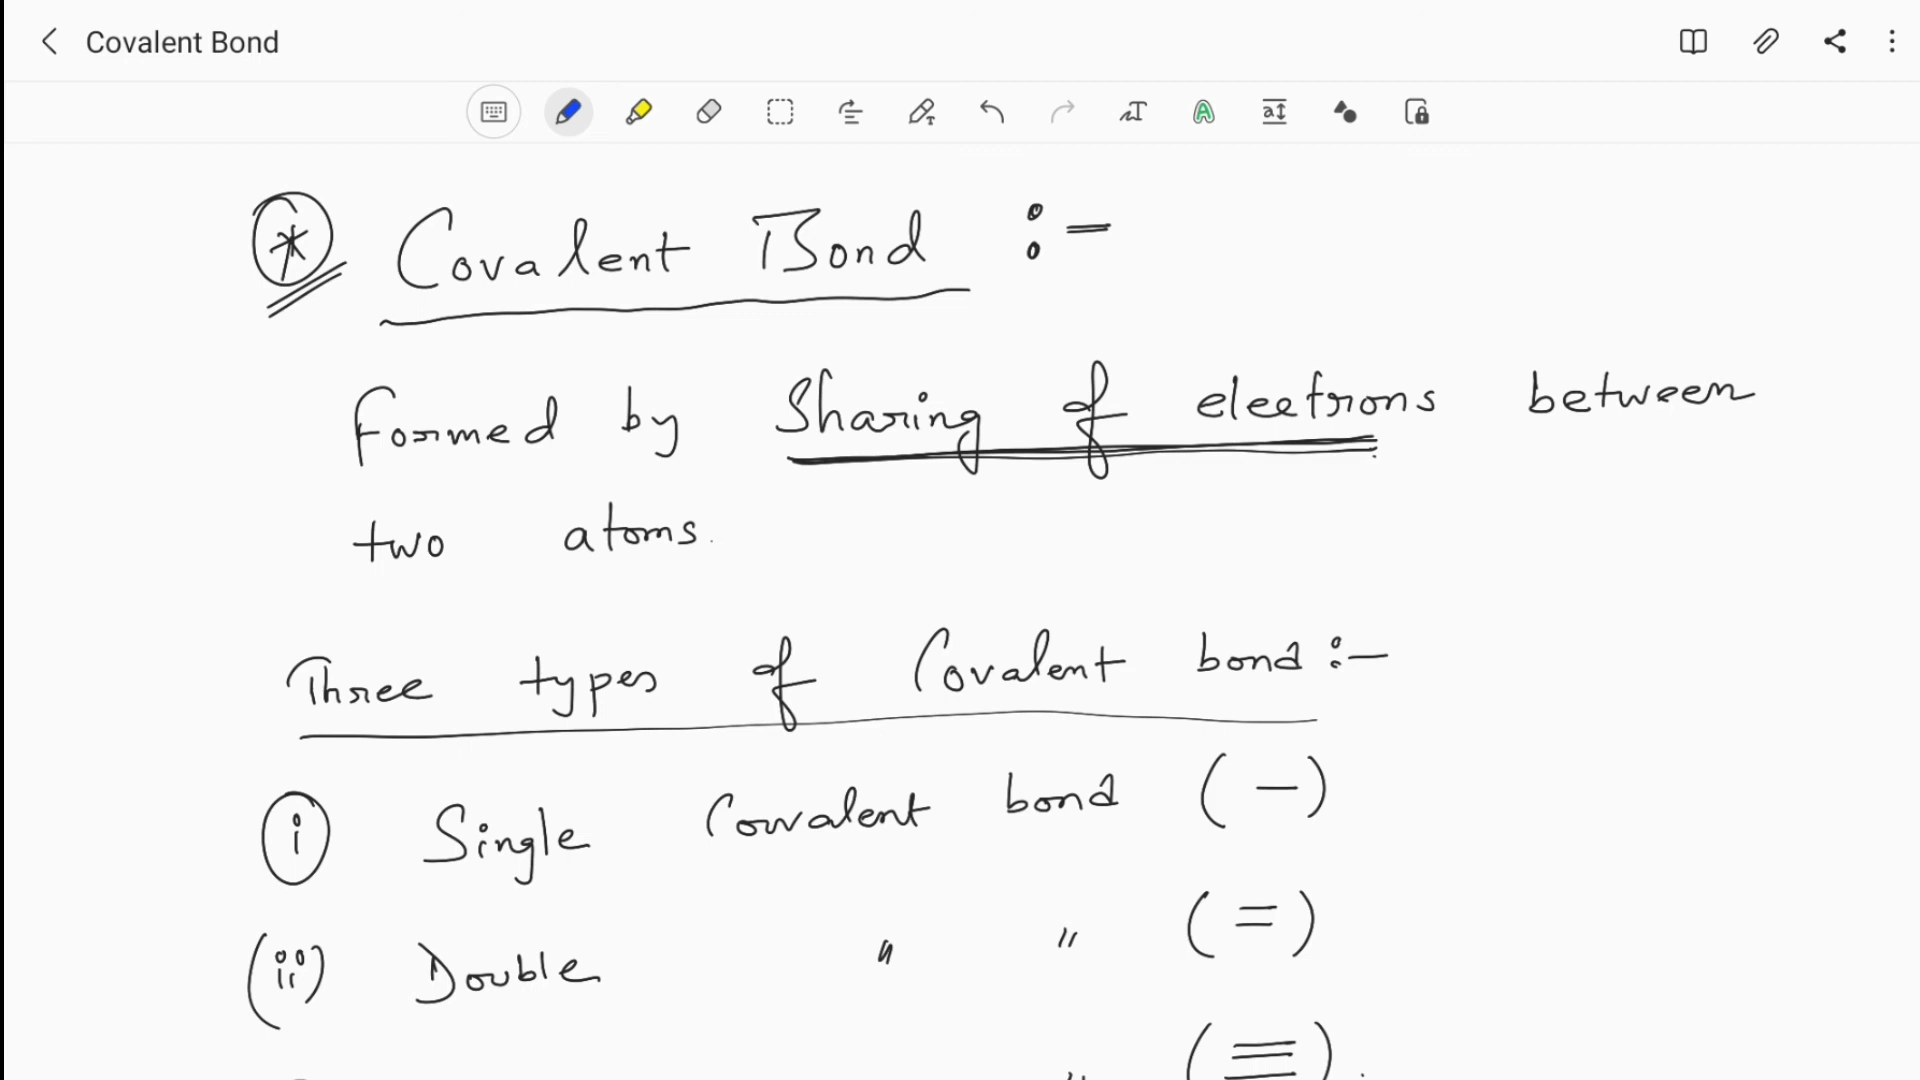 Covalent Bond
* Covalent Bond :-
formed by Sharing of electrons between
two atoms.
Three types of Covalent bond :-
i Single Covalent bond (-)
(ii) Double " " (=)
" (≡).